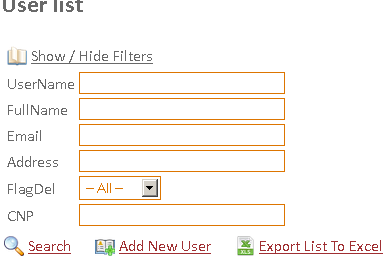 User list
Show / Hide Filters
UserName
FullName
Email
Address
FlagDel -- All --
CNP
Search Add New User Export List To Excel